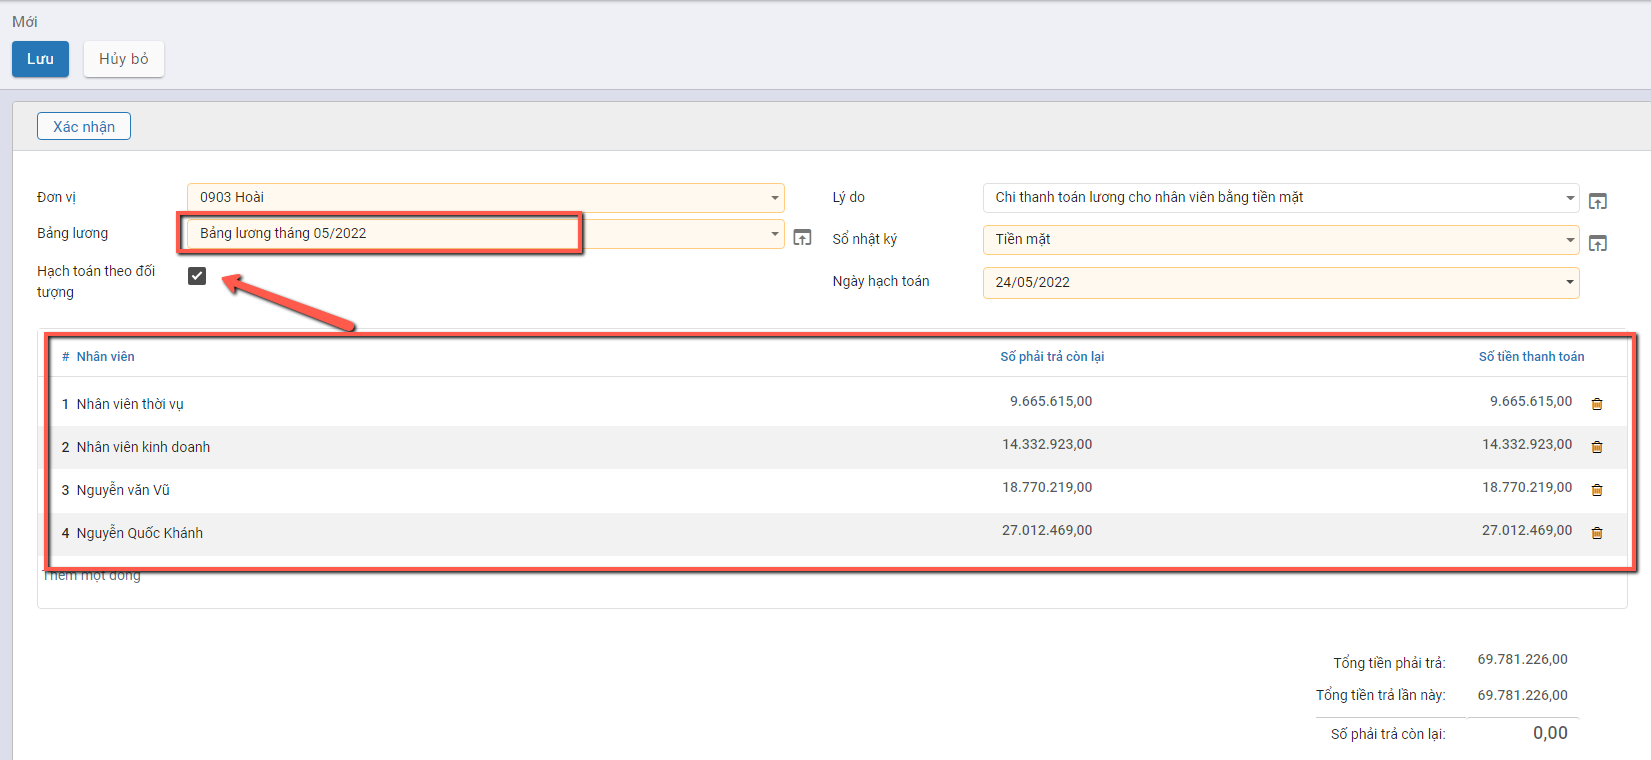 Mới
Lưu Hủy bỏ
Xác nhận
Đơn vị 0903 Hoài Lý do Chi thanh toán lương cho nhân viên bằng tiền mặt
Bảng lương Bảng lương tháng 05/2022 Sổ nhật ký Tiền mặt
Hạch toán theo đối
tượng
Ngày hạch toán 24/05/2022
# Nhân viên Số phải trả còn lại Số tiền thanh toán
1 Nhân viên thời vụ 9.665.615,00 9.665.615,00
2 Nhân viên kinh doanh 14.332.923,00 14.332.923,00
3 Nguyễn văn Vũ 18.770.219,00 18.770.219,00
4 Nguyễn Quốc Khánh 27.012.469,00 27.012.469,00
Thêm một dòng
Tổng tiền phải trả: 69.781.226,00
Tổng tiền trả lần này: 69.781.226,00
Số phải trả còn lại: 0,00